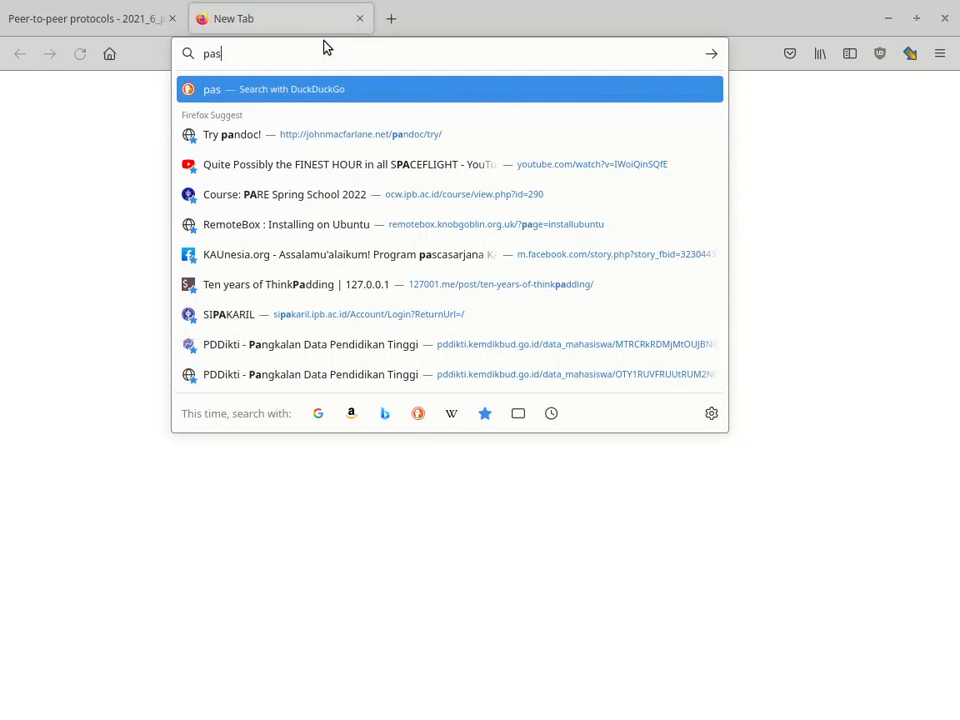 Peer-to-peer protocols - 2021_6_p
New Tab
pas
pas — Search with DuckDuckGo
Firefox Suggest
Try pandoc! — http://johnmacfarlane.net/pandoc/try/
Quite Possibly the FINEST HOUR in all SPACEFLIGHT - YouTu — youtube.com/watch?v=IWoiQinSQfE
Course: PARE Spring School 2022 — ocw.ipb.ac.id/course/view.php?id=290
RemoteBox : Installing on Ubuntu — remotebox.knobgoblin.org.uk/?page=installubuntu
KAUnesia.org - Assalamu'alaikum! Program pascasarjana KA — m.facebook.com/story.php?story_fbid=3230443
Ten years of ThinkPadding | 127.0.0.1 — 127001.me/post/ten-years-of-thinkpadding/
SIPAKARIL — sipakaril.ipb.ac.id/Account/Login?ReturnUrl=/
PDDikti - Pangkalan Data Pendidikan Tinggi — pddikti.kemdikbud.go.id/data_mahasiswa/MTRCRkRDMjMtOUJBN
PDDikti - Pangkalan Data Pendidikan Tinggi — pddikti.kemdikbud.go.id/data_mahasiswa/OTY1RUVFRUUtRUM2N
This time, search with: